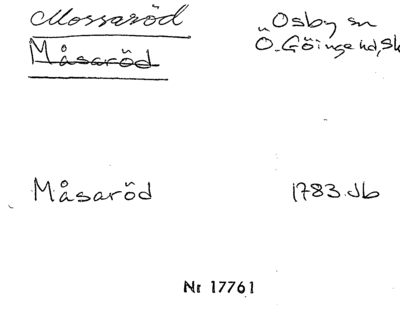 Mossaröd
Osby sn
Måsaröd
Ö. Göinge hd, Sk
Måsaröd
1783 Jb
Nr 17761